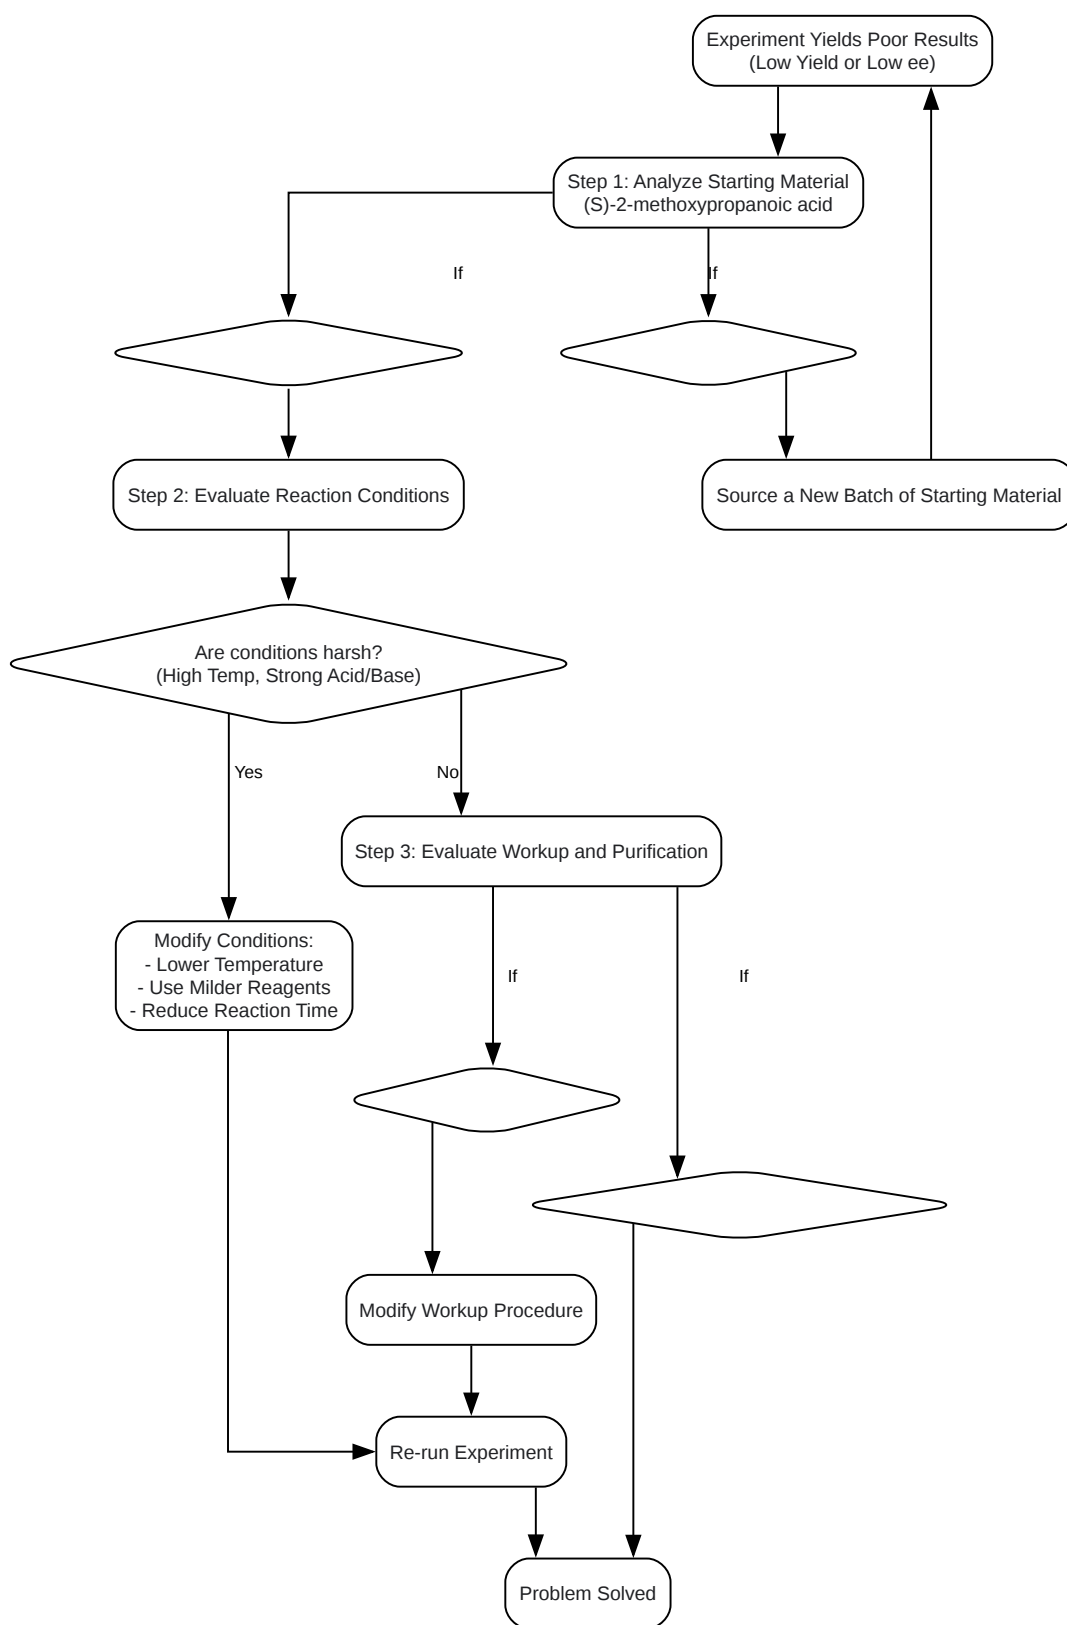 Experiment Yields Poor Results
(Low Yield or Low ee)
Step 1: Analyze Starting Material
(S)-2-methoxypropanoic acid
If
If
Step 2: Evaluate Reaction Conditions
Source a New Batch of Starting Material
Are conditions harsh?
(High Temp, Strong Acid/Base)
Yes
No
Step 3: Evaluate Workup and Purification
Modify Conditions:
- Lower Temperature
- Use Milder Reagents
- Reduce Reaction Time
If
If
Modify Workup Procedure
Re-run Experiment
Problem Solved